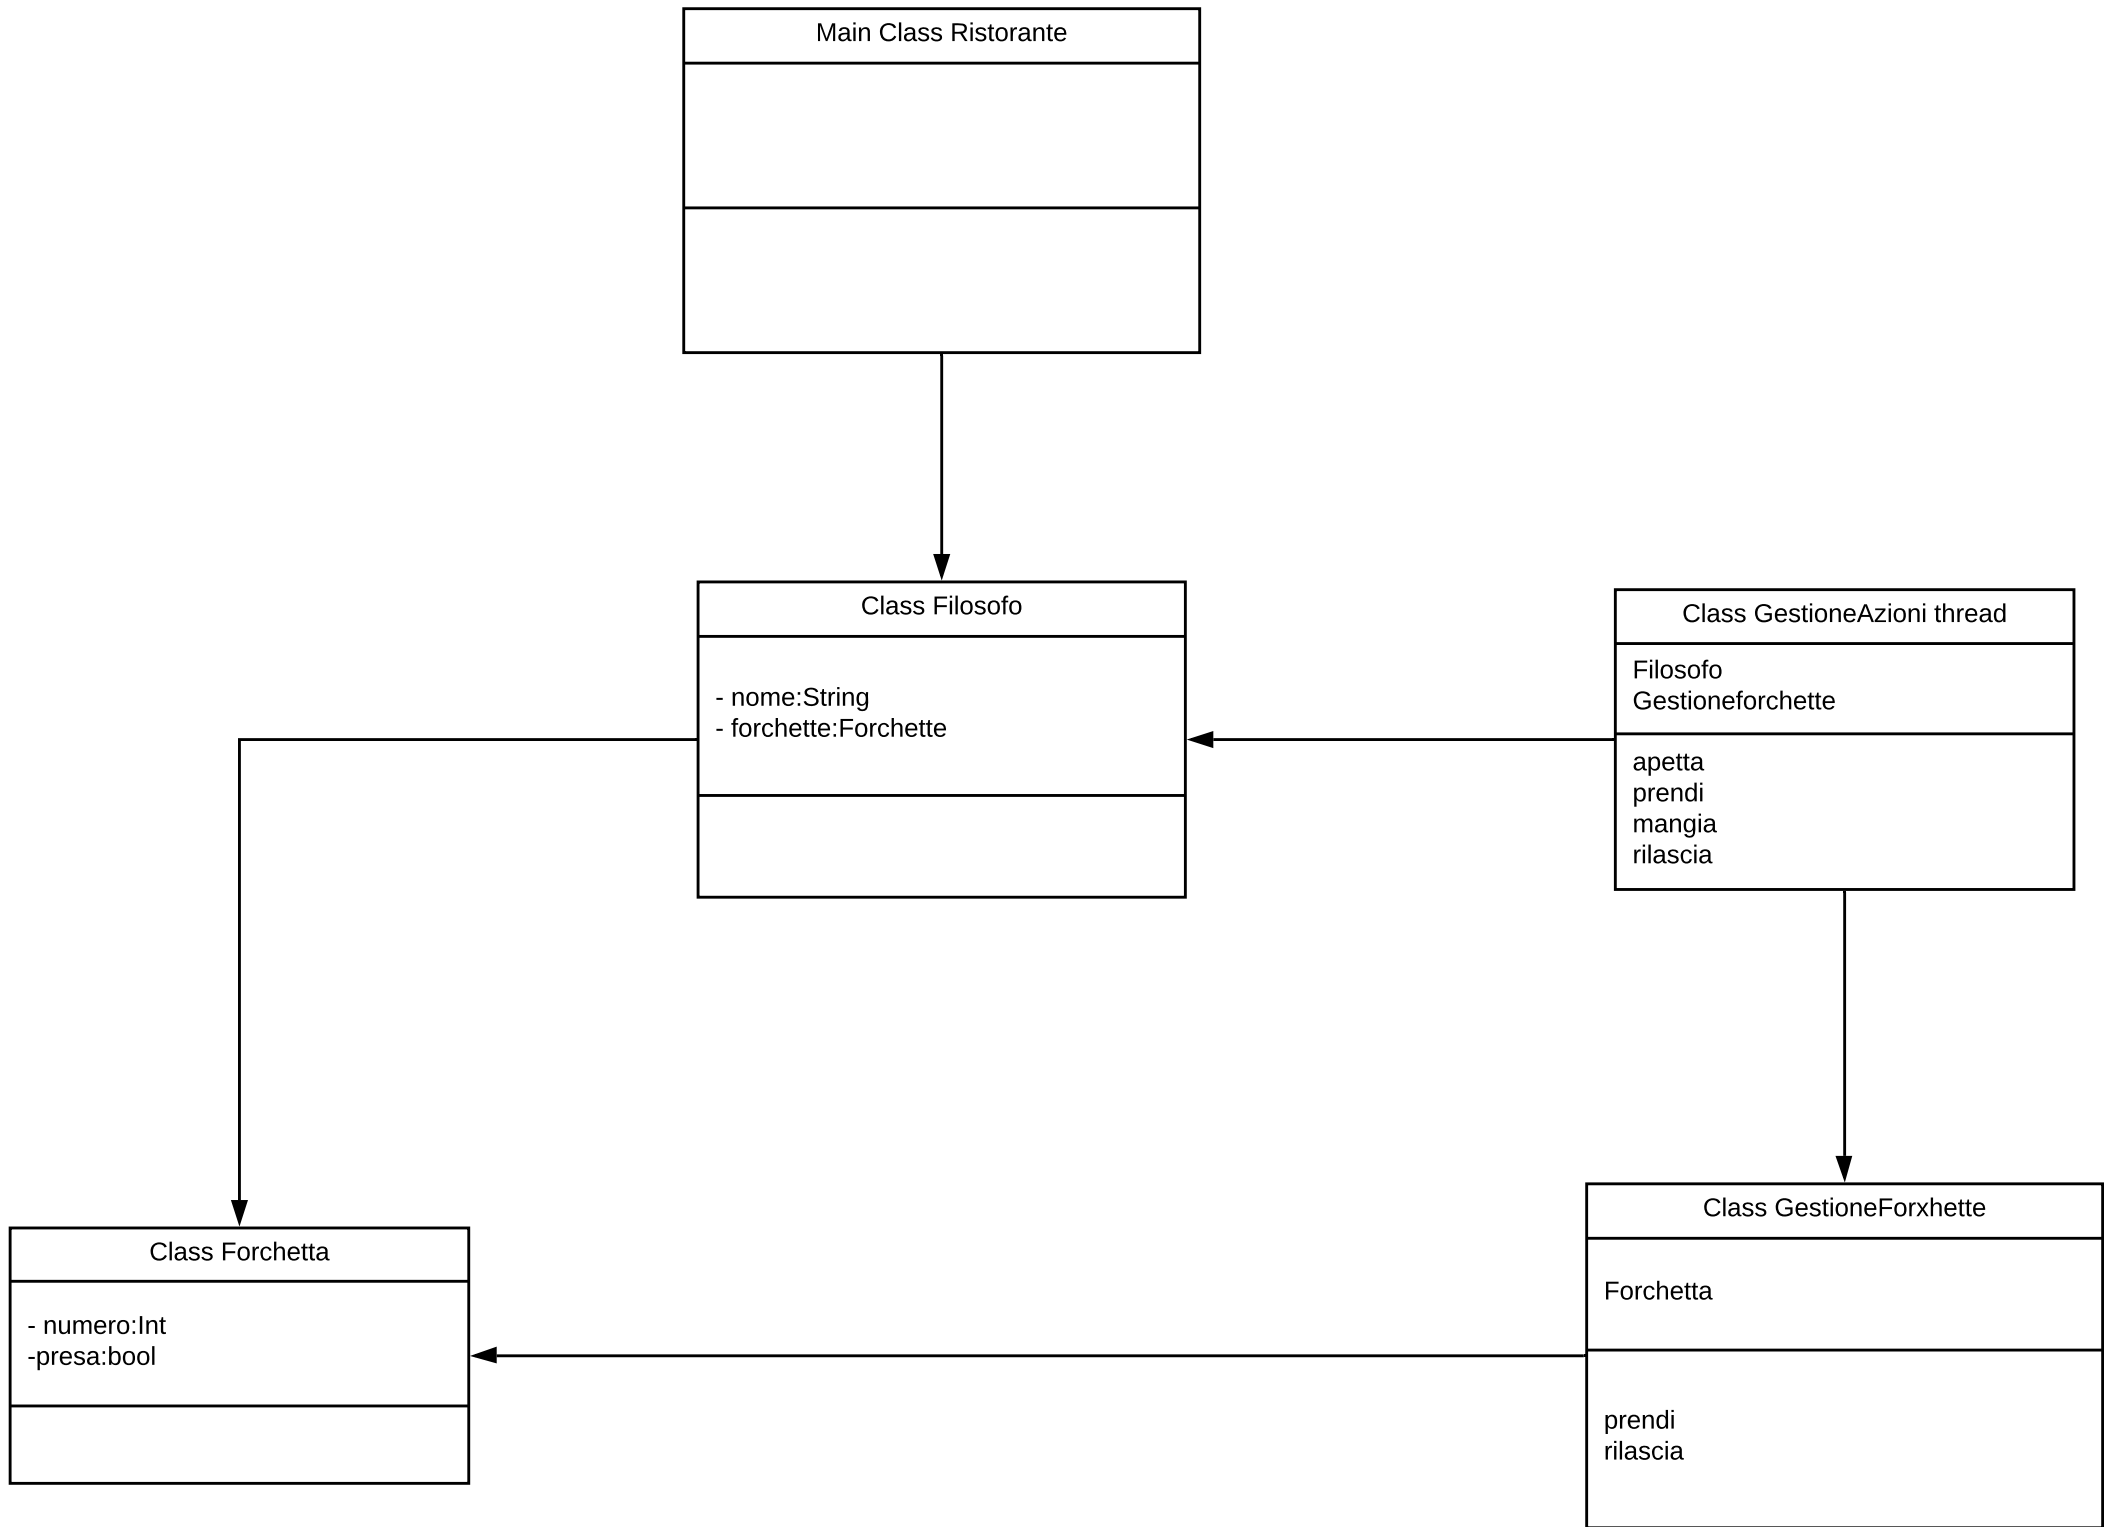 Main Class Ristorante
Class Filosofo
- nome:String
- forchette:Forchette
Class GestioneAzioni thread
Filosofo
Gestioneforchette
apetta
prendi
mangia
rilascia
Class Forchetta
- numero:Int
-presa:bool
Class GestioneForxhette
Forchetta
prendi
rilascia